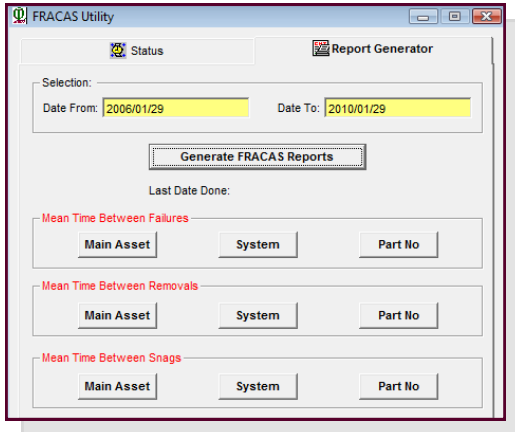 FRACAS Utility
Status
Report Generator
Selection:
Date From: 2006/01/29 Date To: 2010/01/29
Generate FRACAS Reports
Last Date Done:
Mean Time Between Failures
Main Asset System Part No
Mean Time Between Removals
Main Asset System Part No
Mean Time Between Snags
Main Asset System Part No